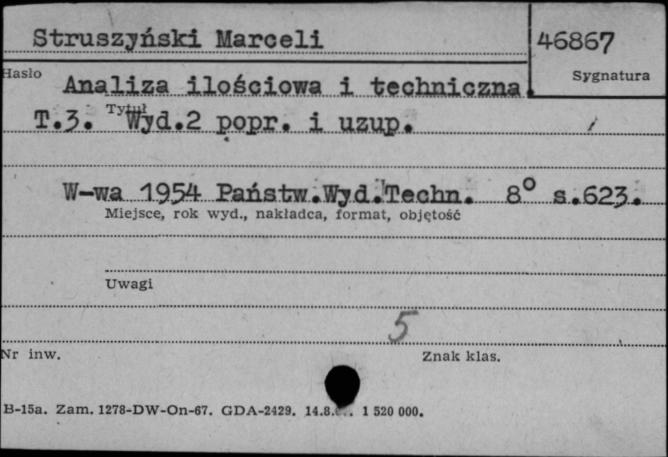 Struszyński Marceli
46867
Hasło
Sygnatura
Analiza ilościowa i techniczna.
Tytuł
T.3. Wyd.2 popr. i uzup.
W-wa 1954 Państw.Wyd.Techn. 8° s.623.
Miejsce, rok wyd., nakładca, format, objętość
Uwagi
5
Nr inw.
Znak klas.
B-15a. Zam. 1278-DW-On-67. GDA-2429. 14.8. 1 520 000.